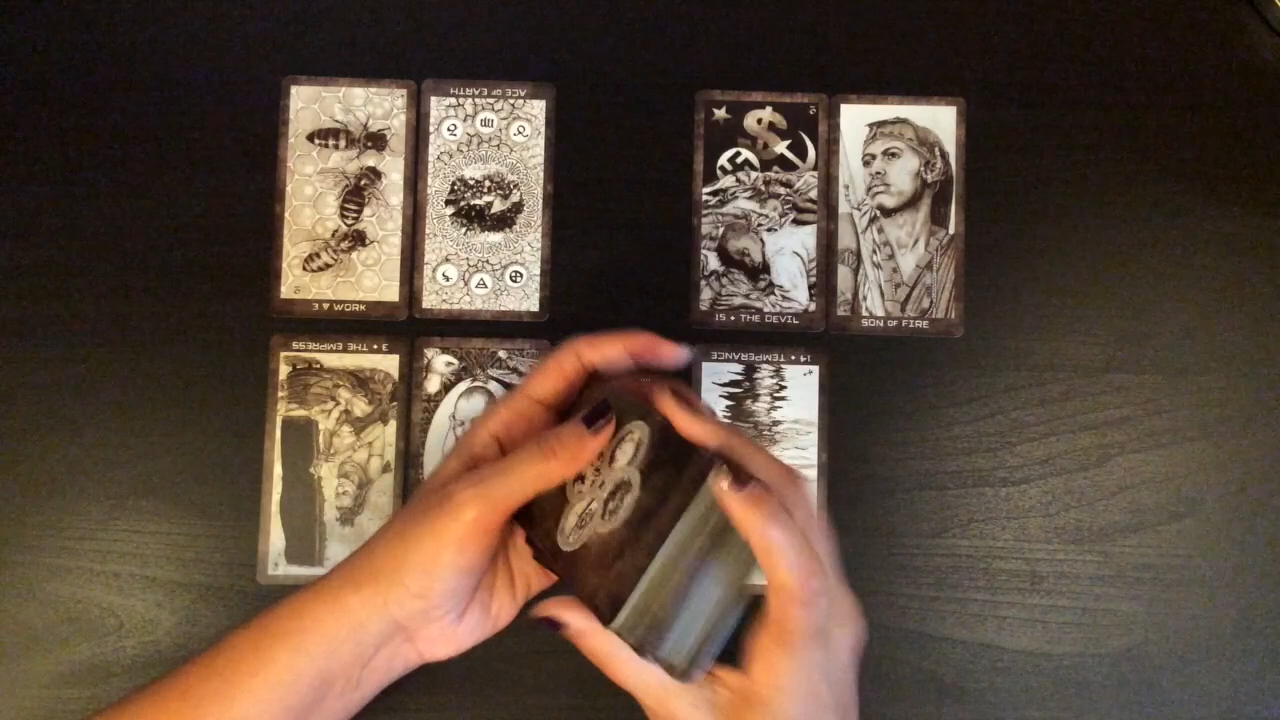 ACE OF EARTH
$
3 ▽ WORK
15 ✦ THE DEVIL
SON OF FIRE
3 ✦ THE EMPRESS
14 ✦ TEMPERANCE